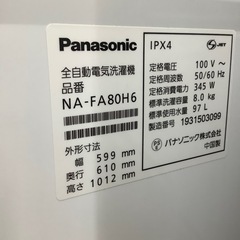 Panasonic
全自動電気洗濯機
品番
NA-FA80H6
外形寸法
幅 599 mm
奥行 610 mm
高さ 1012 mm
IPX4
JET
定格電圧 100 V~
定格周波数 50/60 Hz
定格消費電力 345 W
標準洗濯容量 8.0 kg
標準使用水量 97 L
製造番号 1931503099
PS
E
パナソニック株式会社
中国製